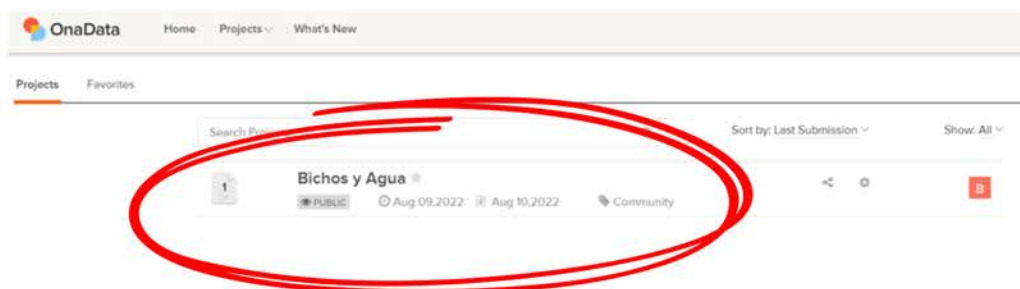 OnaData Home Projects What's New
Projects Favorites
Search Sort by: Last Submission Show: All
1 Bichos y Agua
PUBLIC Aug 09,2022 Aug 10,2022 Community
B